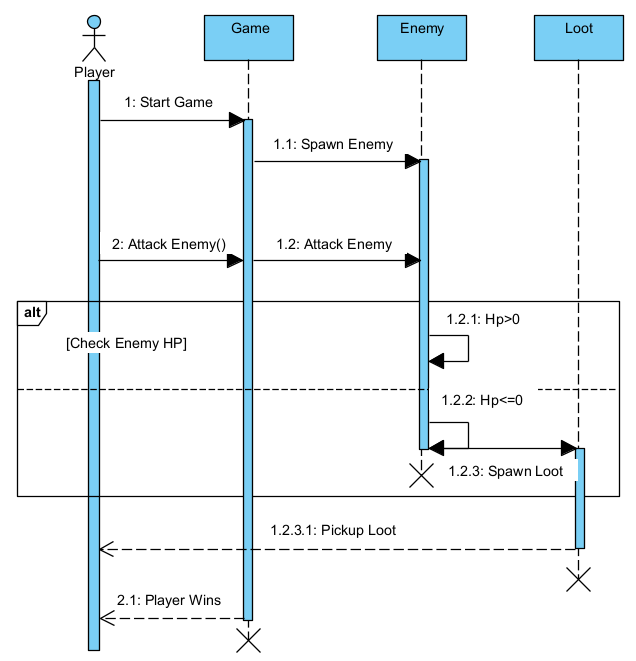 Game
Enemy
Loot
Player
1: Start Game
1.1: Spawn Enemy
2: Attack Enemy()
1.2: Attack Enemy
alt
1.2.1: Hp>0
[Check Enemy HP]
1.2.2: Hp<=0
1.2.3: Spawn Loot
1.2.3.1: Pickup Loot
2.1: Player Wins